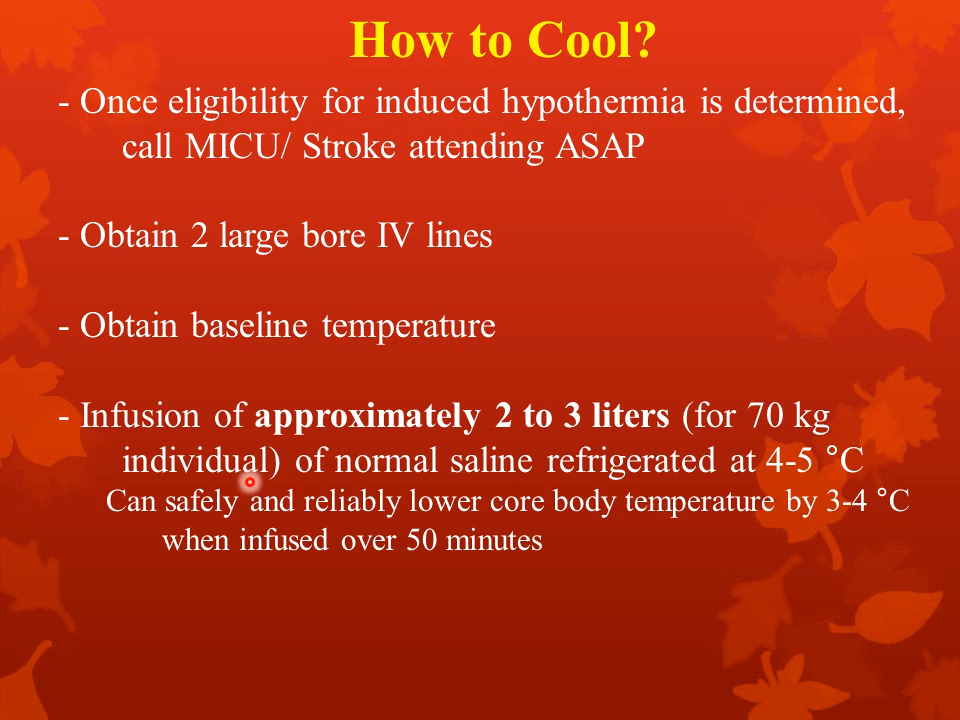 How to Cool?
- Once eligibility for induced hypothermia is determined,
call MICU/ Stroke attending ASAP
- Obtain 2 large bore IV lines
- Obtain baseline temperature
- Infusion of approximately 2 to 3 liters (for 70 kg
individual) of normal saline refrigerated at 4-5 °C
Can safely and reliably lower core body temperature by 3-4 °C
when infused over 50 minutes